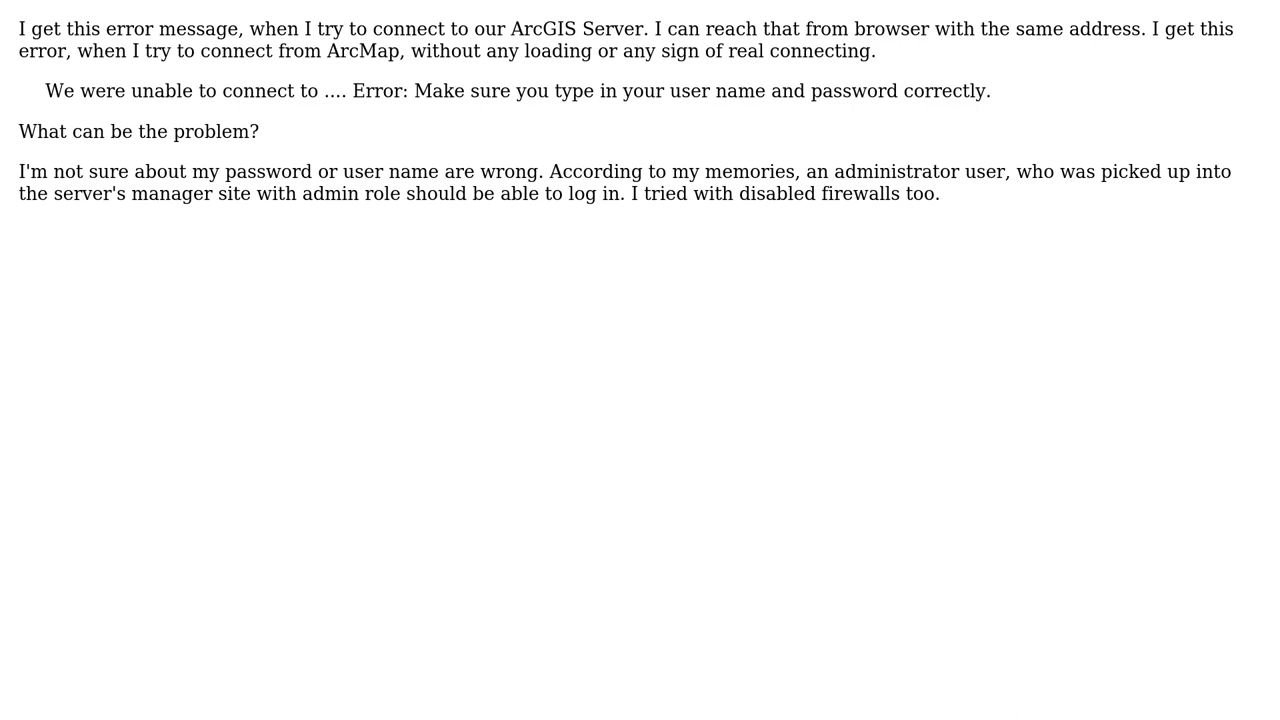 I get this error message, when I try to connect to our ArcGIS Server. I can reach that from browser with the same address. I get this
error, when I try to connect from ArcMap, without any loading or any sign of real connecting.
We were unable to connect to .... Error: Make sure you type in your user name and password correctly.
What can be the problem?
I'm not sure about my password or user name are wrong. According to my memories, an administrator user, who was picked up into
the server's manager site with admin role should be able to log in. I tried with disabled firewalls too.